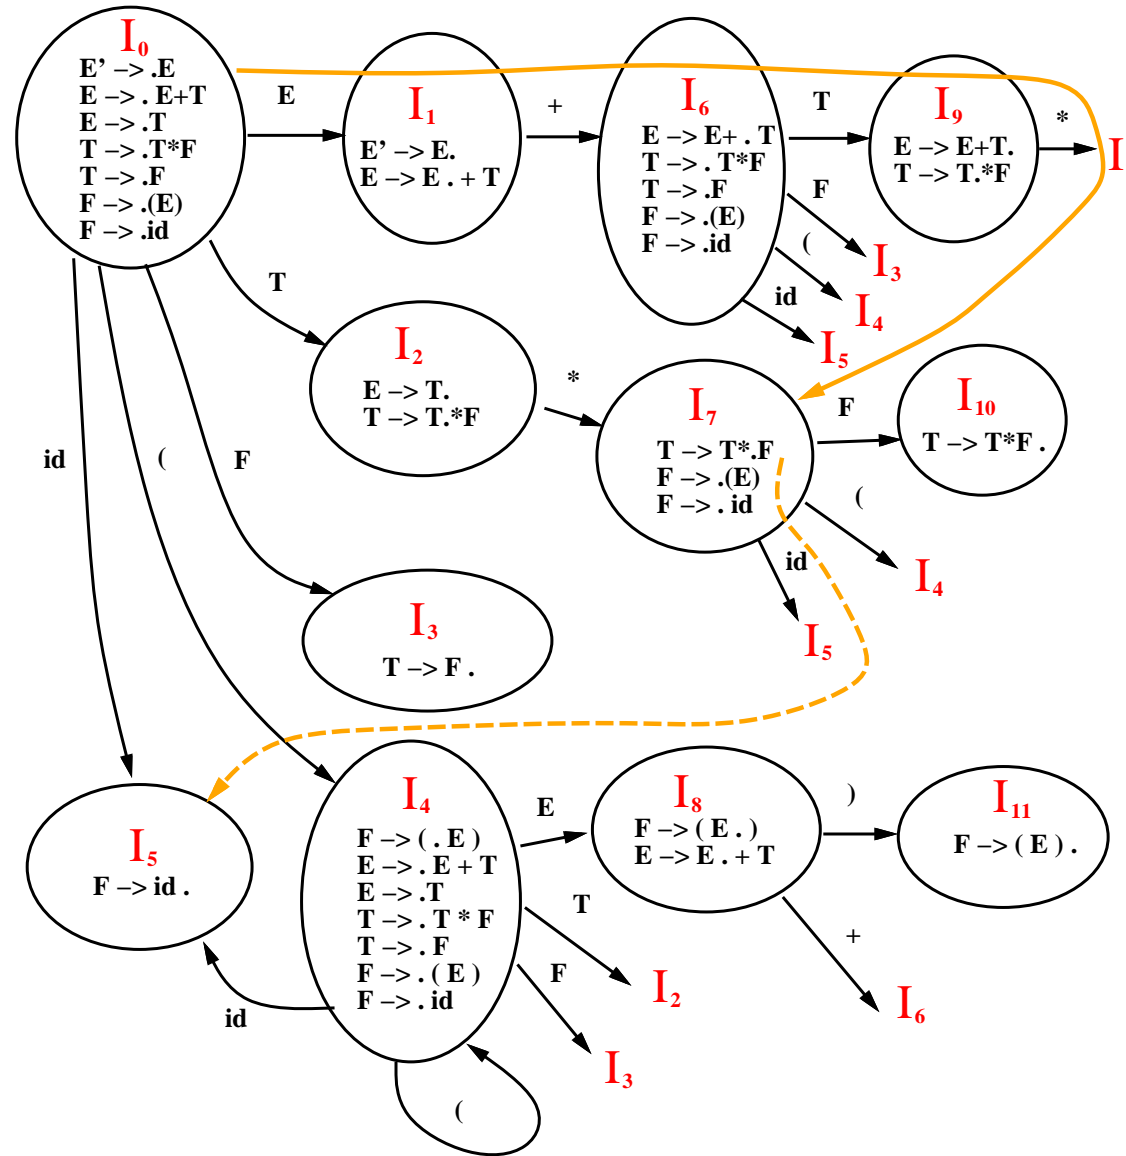 I0
E’ –> .E
E –> . E+T
E –> .T
T –> .T*F
T –> .F
F –> .(E)
F –> .id
E
I1
E’ –> E.
E –> E . + T
+
I6
E –> E+ . T
T –> . T*F
T –> .F
F –> .(E)
F –> .id
T
I9
E –> E+T.
T –> T.*F
*
I
F
I3
(
I4
id
I5
T
I2
E –> T.
T –> T.*F
*
I7
T –> T*.F
F –> .(E)
F –> . id
F
I10
T –> T*F .
(
I4
id
I5
id
(
F
I3
T –> F .
I5
F –> id .
I4
F –> ( . E )
E –> . E + T
E –> .T
T –> . T * F
T –> . F
F –> . ( E )
F –> . id
E
I8
F –> ( E . )
E –> E . + T
)
I11
F –> ( E ) .
T
I2
F
I3
+
I6
id
(